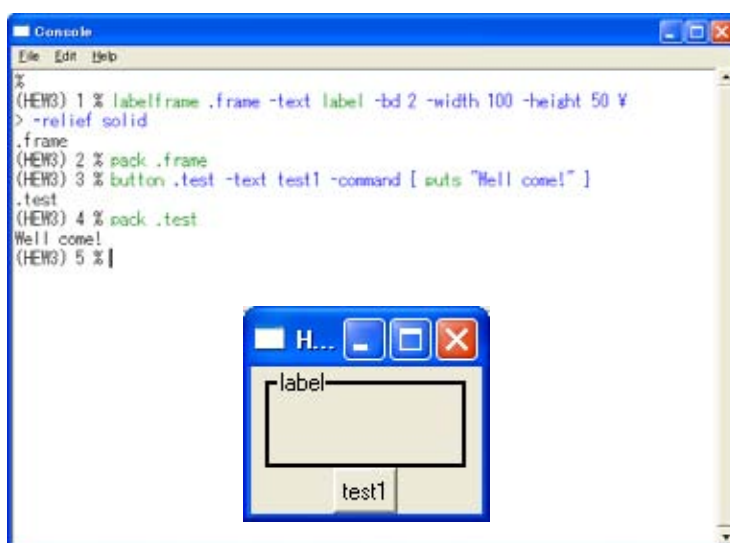 Console
File Edit Help
%
(HEW3) 1 % labelframe .frame -text label -bd 2 -width 100 -height 50 ¥
> -relief solid
.frame
(HEW3) 2 % pack .frame
(HEW3) 3 % button .test -text test1 -command [ puts "Well come!" ]
.test
(HEW3) 4 % pack .test
Well come!
(HEW3) 5 %
H...
label
test1